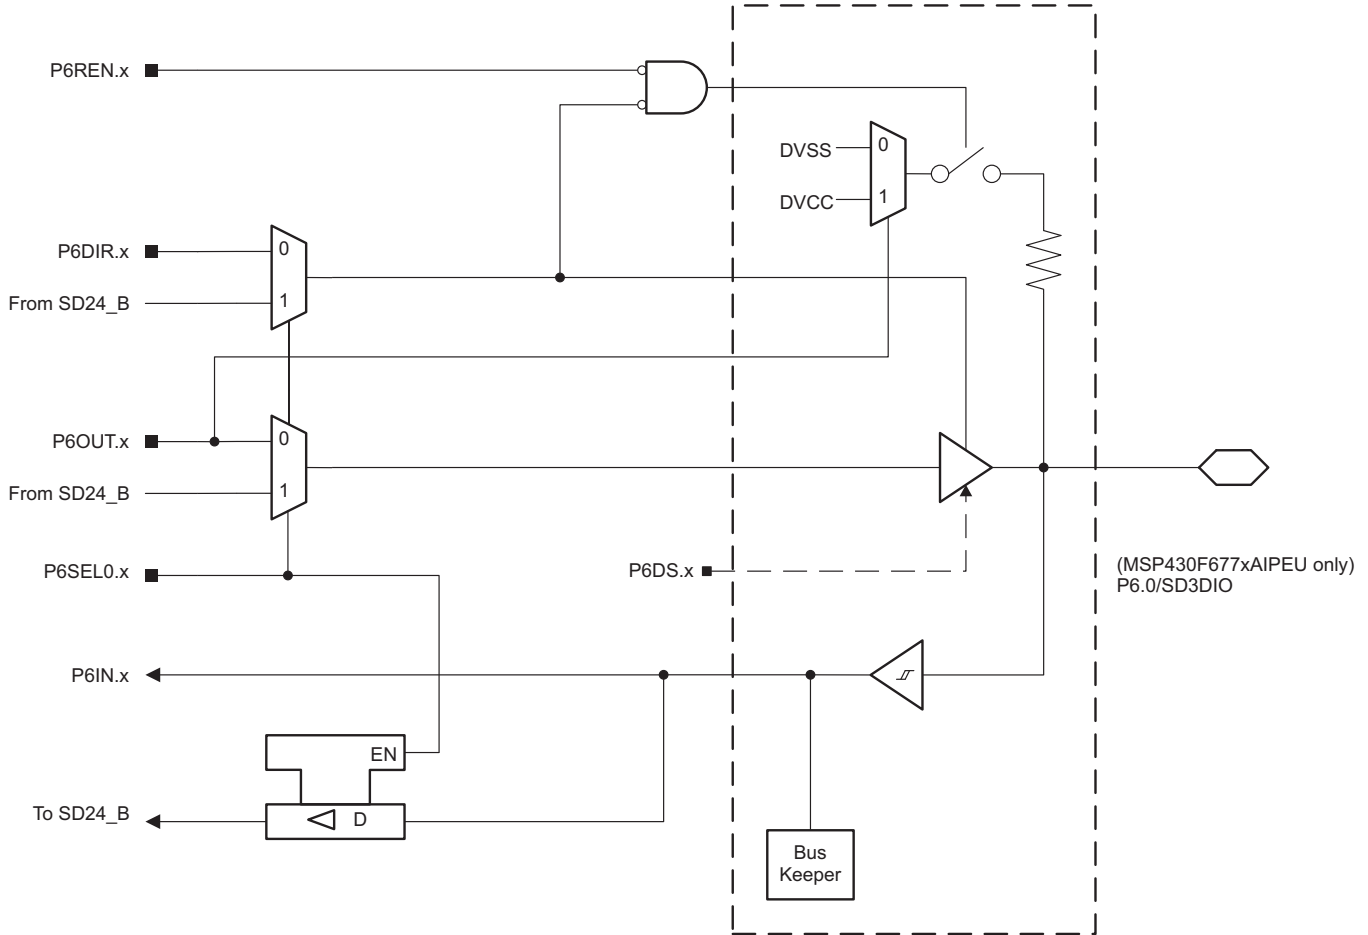 P6REN.x
DVSS
0
DVCC
1
P6DIR.x
0
From SD24_B
1
P6OUT.x
0
From SD24_B
1
P6SEL0.x
P6DS.x
(MSP430F677xAIPEU only)
P6.0/SD3DIO
P6IN.x
EN
To SD24_B
D
Bus
Keeper